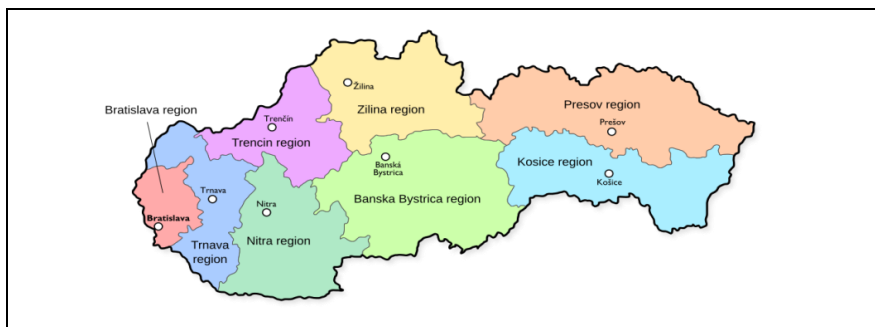 Bratislava region
Žilina
Zilina region
Presov region
Prešov
Trenčín
Trencin region
Banská
Bystrica
Kosice region
Košice
Trnava
Banska Bystrica region
Nitra
Bratislava
Trnava
region
Nitra region